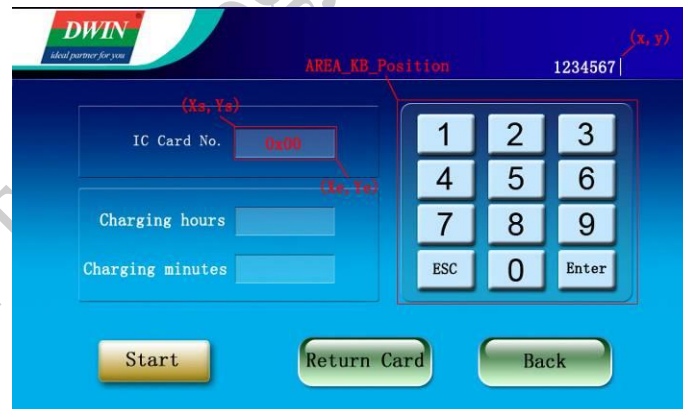 DWIN
ideal partner for you
(x, y)
AREA_KB_Position
1234567
(Xs, Ys)
IC Card No.
0x00
(Xe, Ye)
Charging hours
Charging minutes
1 2 3
4 5 6
7 8 9
ESC 0 Enter
Start
Return Card
Back